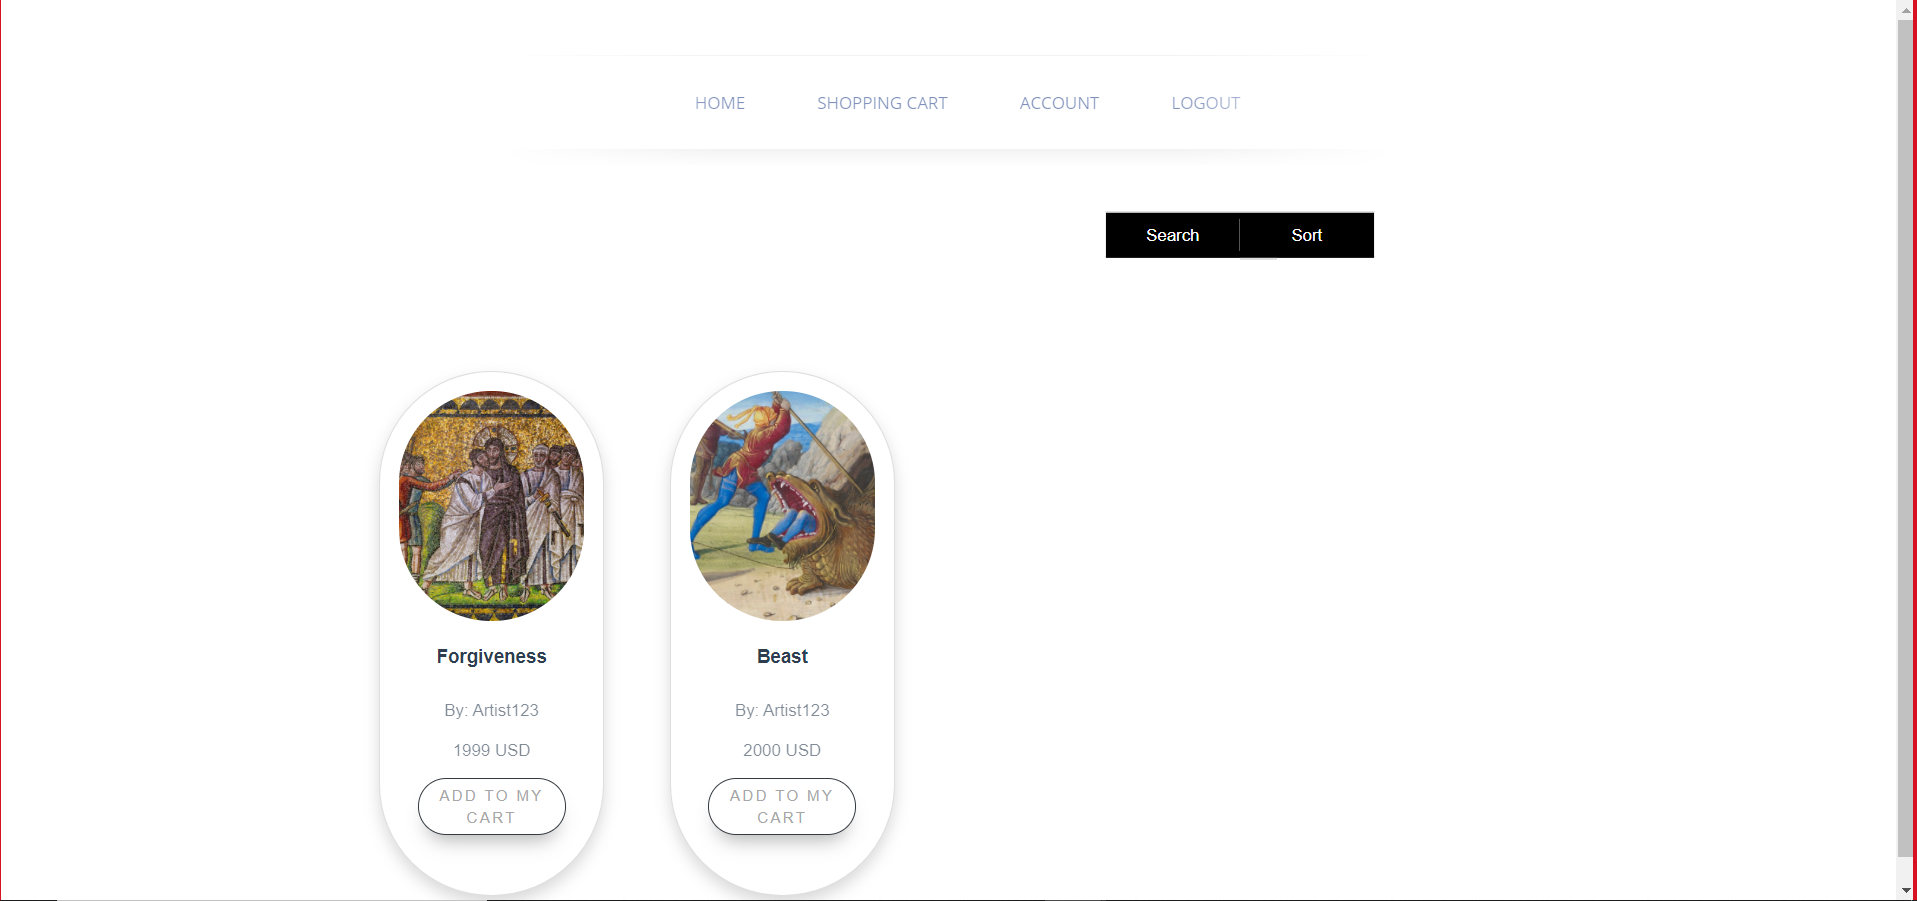 HOME SHOPPING CART ACCOUNT LOGOUT
Search Sort
Forgiveness
By: Artist123
1999 USD
ADD TO MY
CART
Beast
By: Artist123
2000 USD
ADD TO MY
CART